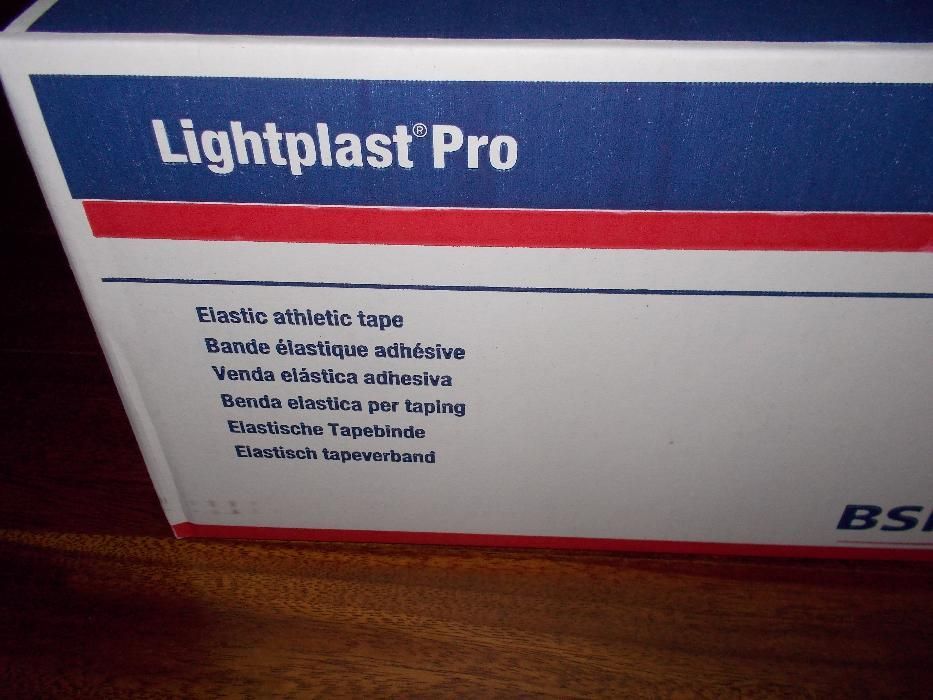 Lightplast® Pro
Elastic athletic tape
Bande élastique adhésive
Venda elástica adhesiva
Benda elastica per taping
Elastische Tapebinde
Elastisch tapeverband